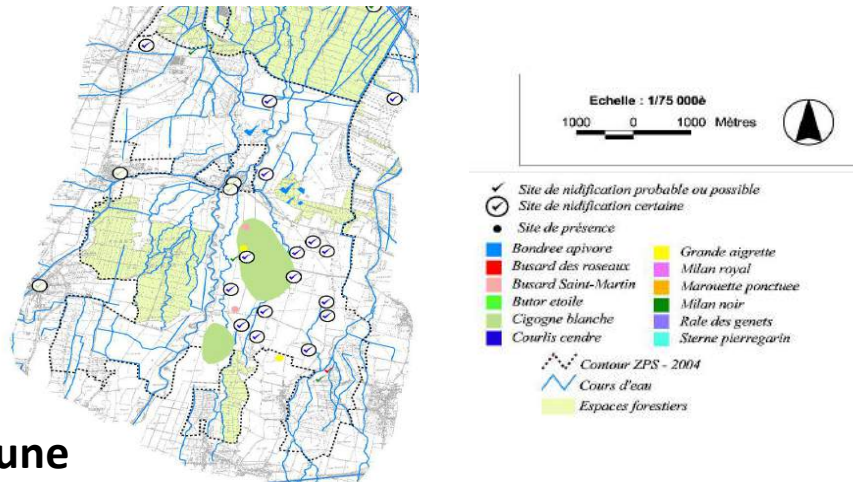 Echelle : 1/75 000è
1000 0 1000 Mètres
Site de nidification probable ou possible
Site de nidification certaine
Site de présence
Bondree apivore
Busard des roseaux
Busard Saint-Martin
Butor etoile
Cigogne blanche
Courlis cendre
Grande aigrette
Milan royal
Marouette ponctuee
Milan noir
Rale des genets
Sterne pierregarin
Contour ZPS - 2004
Cours d'eau
Espaces forestiers
une